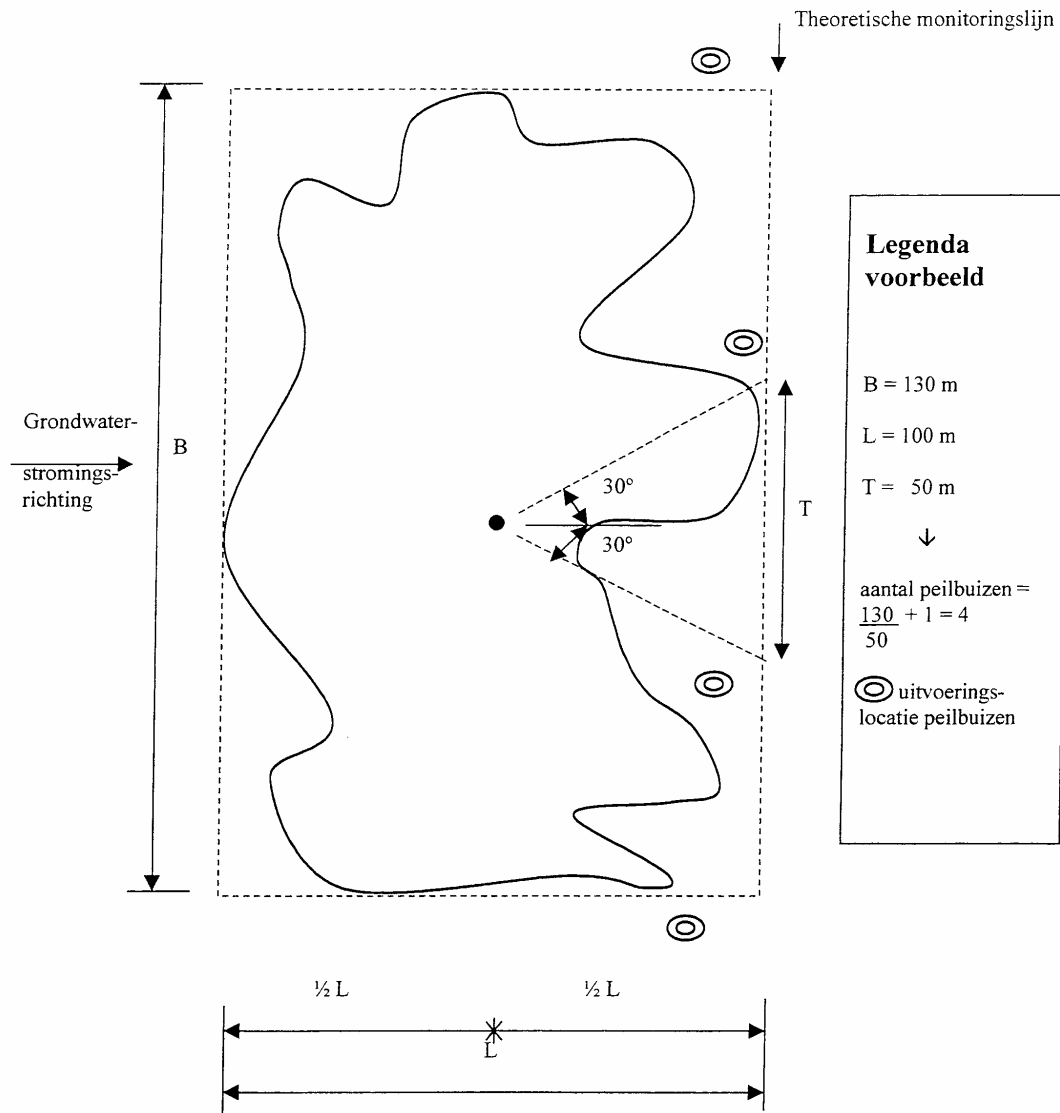 Theoretische monitoringslijn
Grondwater-
stromings-
richting
B
30°
30°
T
½ L
½ L
L
Legenda
voorbeeld
B = 130 m
L = 100 m
T = 50 m
↓
aantal peilbuizen =
130 + 1 = 4
50
uitvoerings-
locatie peilbuizen